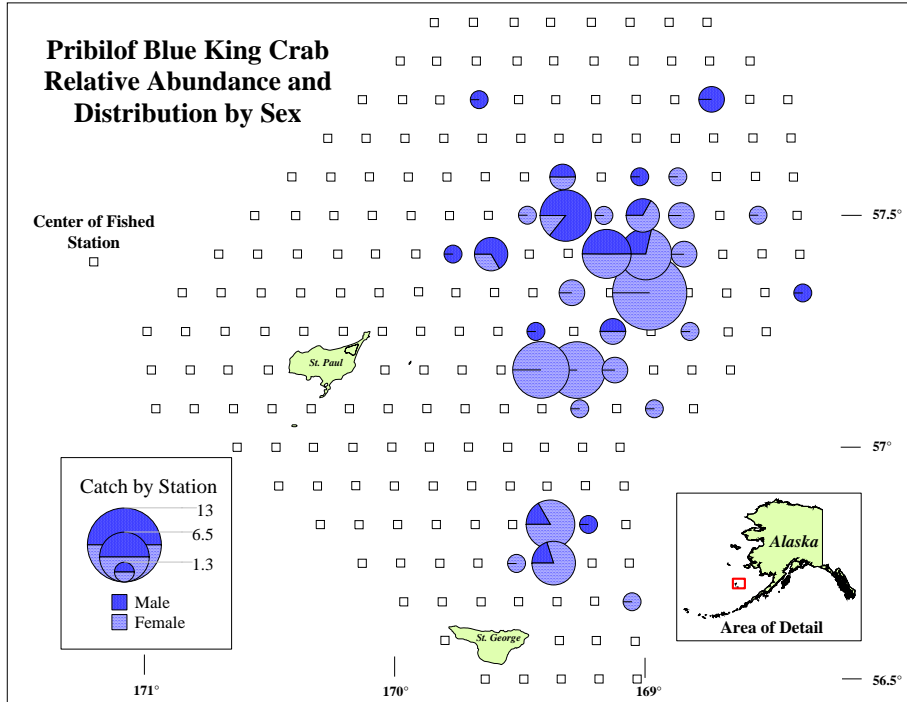 Pribilof Blue King Crab
Relative Abundance and
Distribution by Sex
Center of Fished
Station
57.5°
St. Paul
57°
Catch by Station
13
6.5
1.3
Male
Female
Alaska
Area of Detail
St. George
171°
170°
169°
56.5°